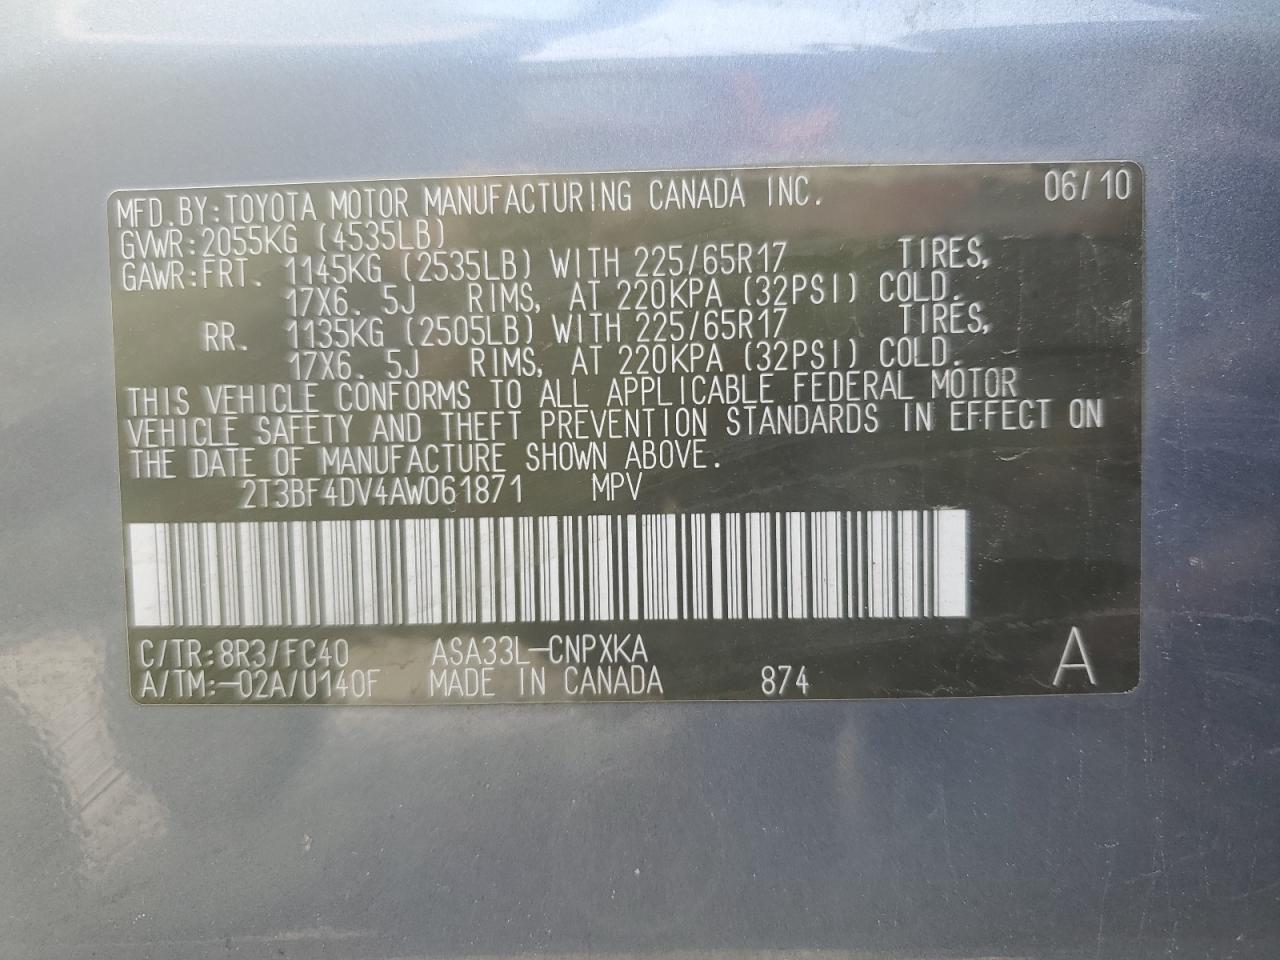 MFD.BY:TOYOTA MOTOR MANUFACTURING CANADA INC. 06/10
GVWR:2055KG (4535LB)
GAWR:FRT. 1145KG (2535LB) WITH 225/65R17 TIRES,
17X6. 5J RIMS, AT 220KPA (32PSI) COLD.
RR. 1135KG (2505LB) WITH 225/65R17 TIRES,
17X6. 5J RIMS, AT 220KPA (32PSI) COLD.
THIS VEHICLE CONFORMS TO ALL APPLICABLE FEDERAL MOTOR
VEHICLE SAFETY AND THEFT PREVENTION STANDARDS IN EFFECT ON
THE DATE OF MANUFACTURE SHOWN ABOVE.
2T3BF4DV4AW061871 MPV
C/TR:8R3/FC40 ASA33L-CNPXKA
A/TM:-02A/U140F MADE IN CANADA 874 A